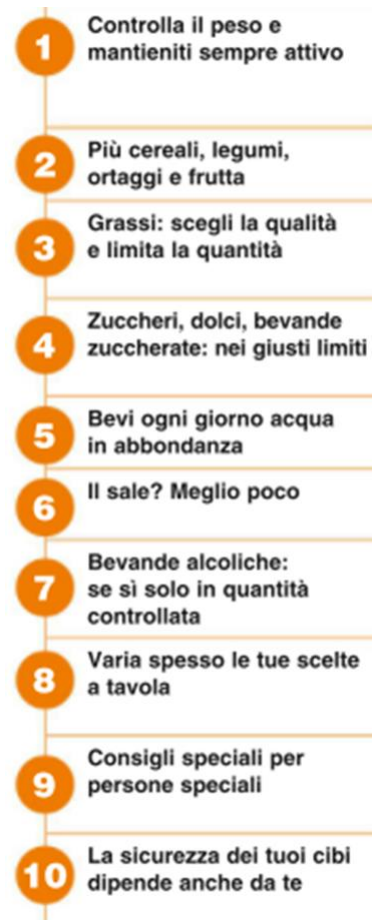 1
Controlla il peso e
mantieniti sempre attivo
2
Più cereali, legumi,
ortaggi e frutta
3
Grassi: scegli la qualità
e limita la quantità
4
Zuccheri, dolci, bevande
zuccherate: nei giusti limiti
5
Bevi ogni giorno acqua
in abbondanza
6
Il sale? Meglio poco
7
Bevande alcoliche:
se sì solo in quantità
controllata
8
Varia spesso le tue scelte
a tavola
9
Consigli speciali per
persone speciali
10
La sicurezza dei tuoi cibi
dipende anche da te